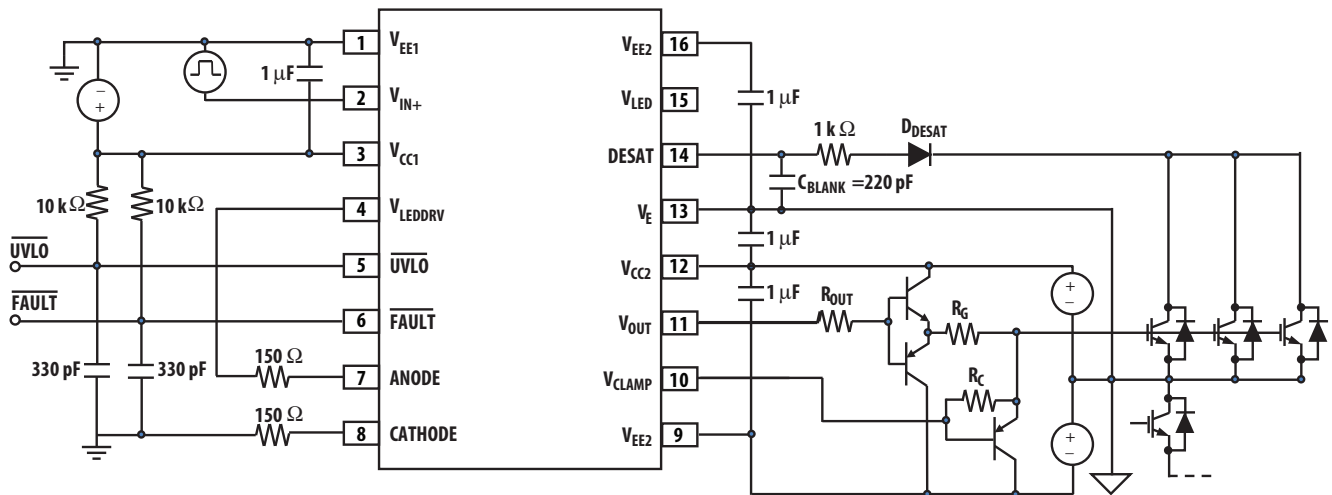 1 V_EE1
2 V_IN+
3 V_CC1
4 V_LEDDRV
5 UVLO
6 FAULT
7 ANODE
8 CATHODE
V_EE2 16
V_LED 15
DESAT 14
V_E 13
V_CC2 12
V_OUT 11
V_CLAMP 10
V_EE2 9
1 μF
-
+
10 kΩ
10 kΩ
UVLO
FAULT
330 pF
330 pF
150 Ω
150 Ω
1 μF
1 kΩ
D_DESAT
C_BLANK =220 pF
1 μF
1 μF
R_OUT
R_G
R_C
+
-
+
-